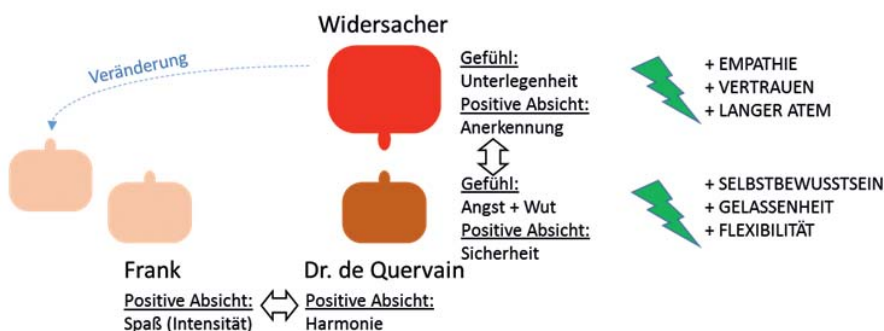 Widersacher
Veränderung
Gefühl:
Unterlegenheit
Positive Absicht:
Anerkennung
+ EMPATHIE
+ VERTRAUEN
+ LANGER ATEM
Gefühl:
Angst + Wut
Positive Absicht:
Sicherheit
+ SELBSTBEWUSSTSEIN
+ GELASSENHEIT
+ FLEXIBILITÄT
Frank
Positive Absicht:
Spaß (Intensität)
Dr. de Quervain
Positive Absicht:
Harmonie